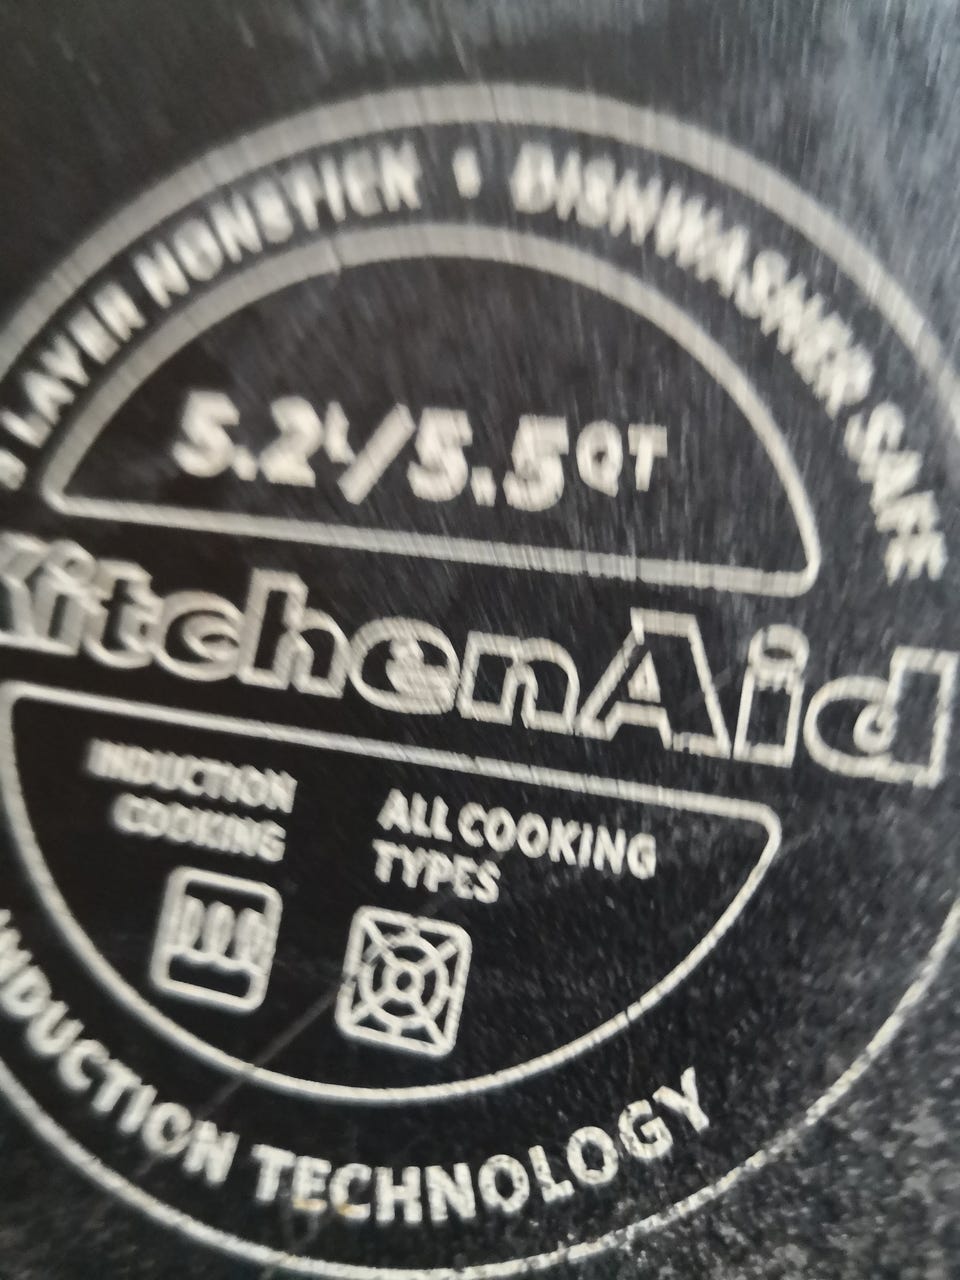 LAYER NONSTICK • DISHWASHER SAFE
5.2L/5.5QT
KitchenAid
INDUCTION
COOKING
ALL COOKING
TYPES
INDUCTION TECHNOLOGY